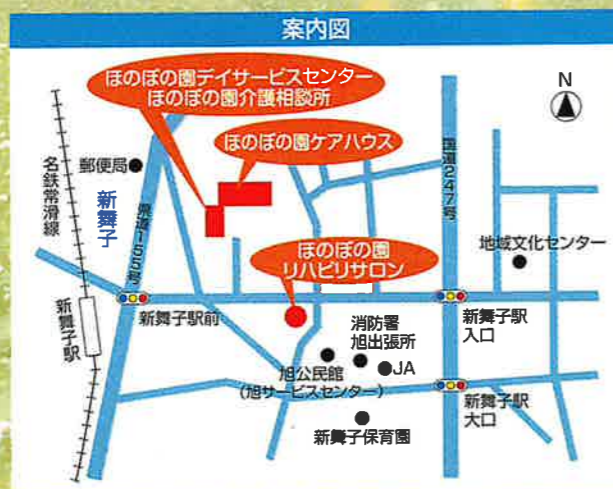 案内図
ほのぼの園デイサービスセンター
ほのぼの園介護相談所
ほのぼの園ケアハウス
N
名鉄常滑線
郵便局
新舞子
県道155号
国道247号
地域文化センター
ほのぼの園
リハビリサロン
新舞子駅
新舞子駅前
新舞子駅
入口
消防署
旭出張所
JA
旭公民館
(旭サービスセンター)
新舞子駅
大口
新舞子保育園